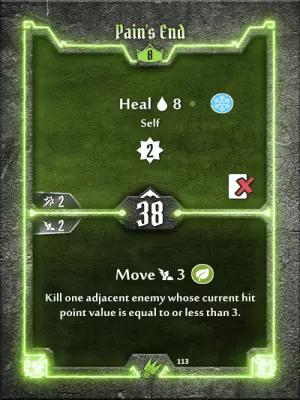 Pain's End
8
Heal 8
Self
2
2
38
2
Move 3
Kill one adjacent enemy whose current hit
point value is equal to or less than 3.
113